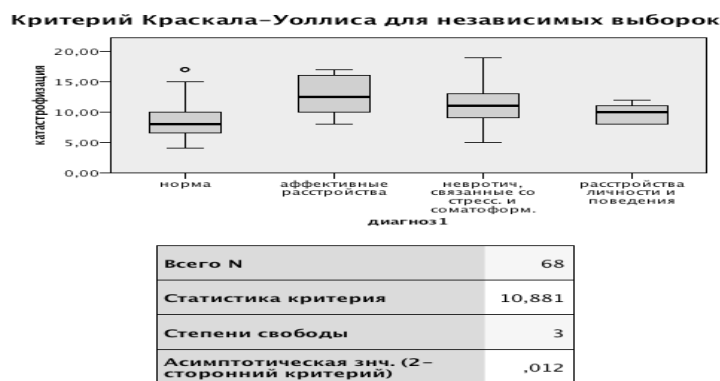 Критерий Краскала-Уоллиса для независимых выборок
катастрофизация
20,00
15,00
10,00
5,00
0,00
норма
аффективные
расстройства
невротич,
связанные со
стресс. и
соматоформ.
расстройства
личности и
поведения
диагноз1
Всего N 68
Статистика критерия 10,881
Степени свободы 3
Асимптотическая знч. (2-
сторонний критерий) ,012